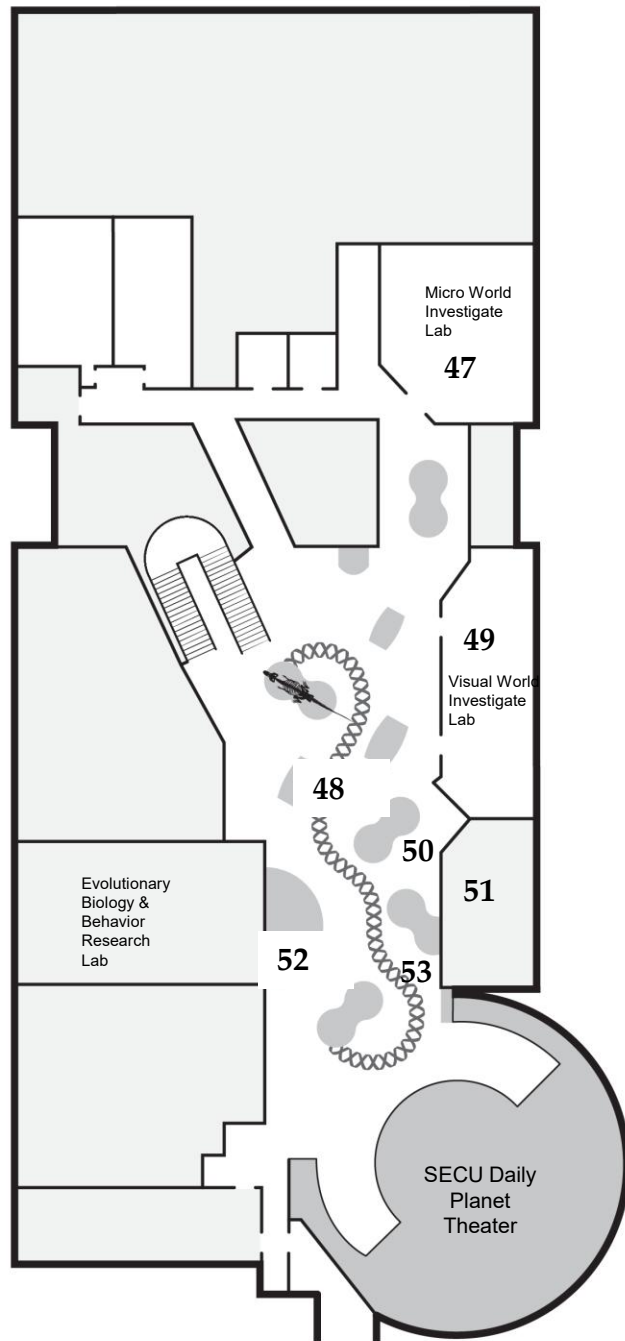 Micro World
Investigate
Lab
47
49
Visual World
Investigate
Lab
48
50
51
Evolutionary
Biology &
Behavior
Research
Lab
52
53
SECU Daily
Planet
Theater